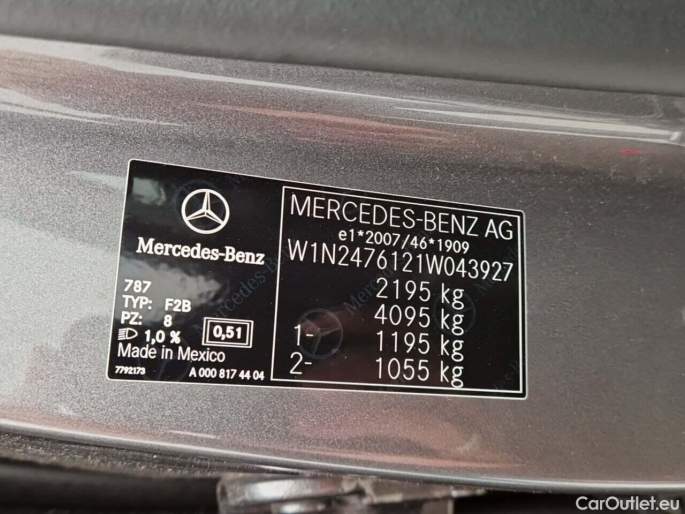 Mercedes-Benz
787
TYP: F2B
PZ: 8
1,0 % 0,51
Made in Mexico
7792173 A 000 817 44 04
MERCEDES-BENZ AG
e1*2007/46*1909
W1N2476121W043927
2195 kg
4095 kg
1- 1195 kg
2- 1055 kg
CarOutlet.eu